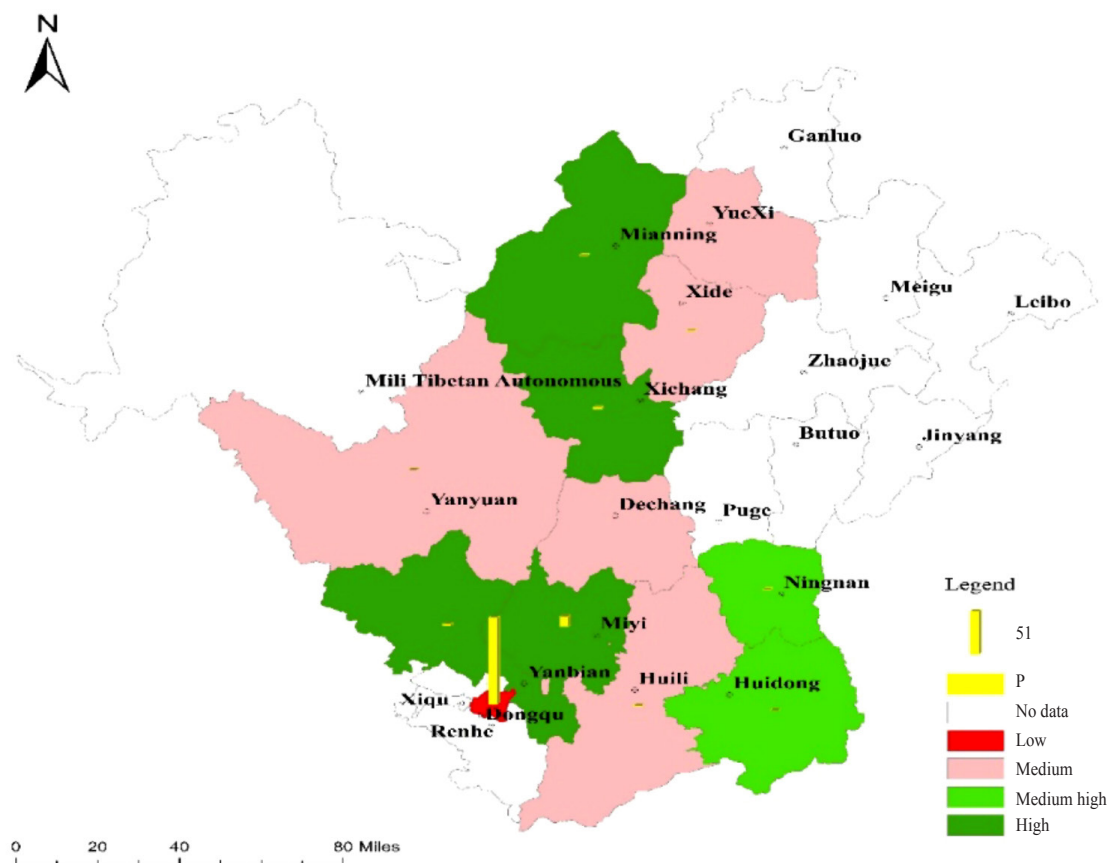 N
Ganluo
YueXi
Mianning
Meigu
Xide
Leibo
Zhaojue
Mili Tibetan Autonomous
Xichang
Butuo
Jinyang
Yanyuan
Dechang
Puge
Ningnan
Legend
51
Miyi
Yanbian
Huili
Huidong
P
Xiqu
Dongqu
No data
Renhe
Low
Medium
Medium high
High
0 20 40 80 Miles